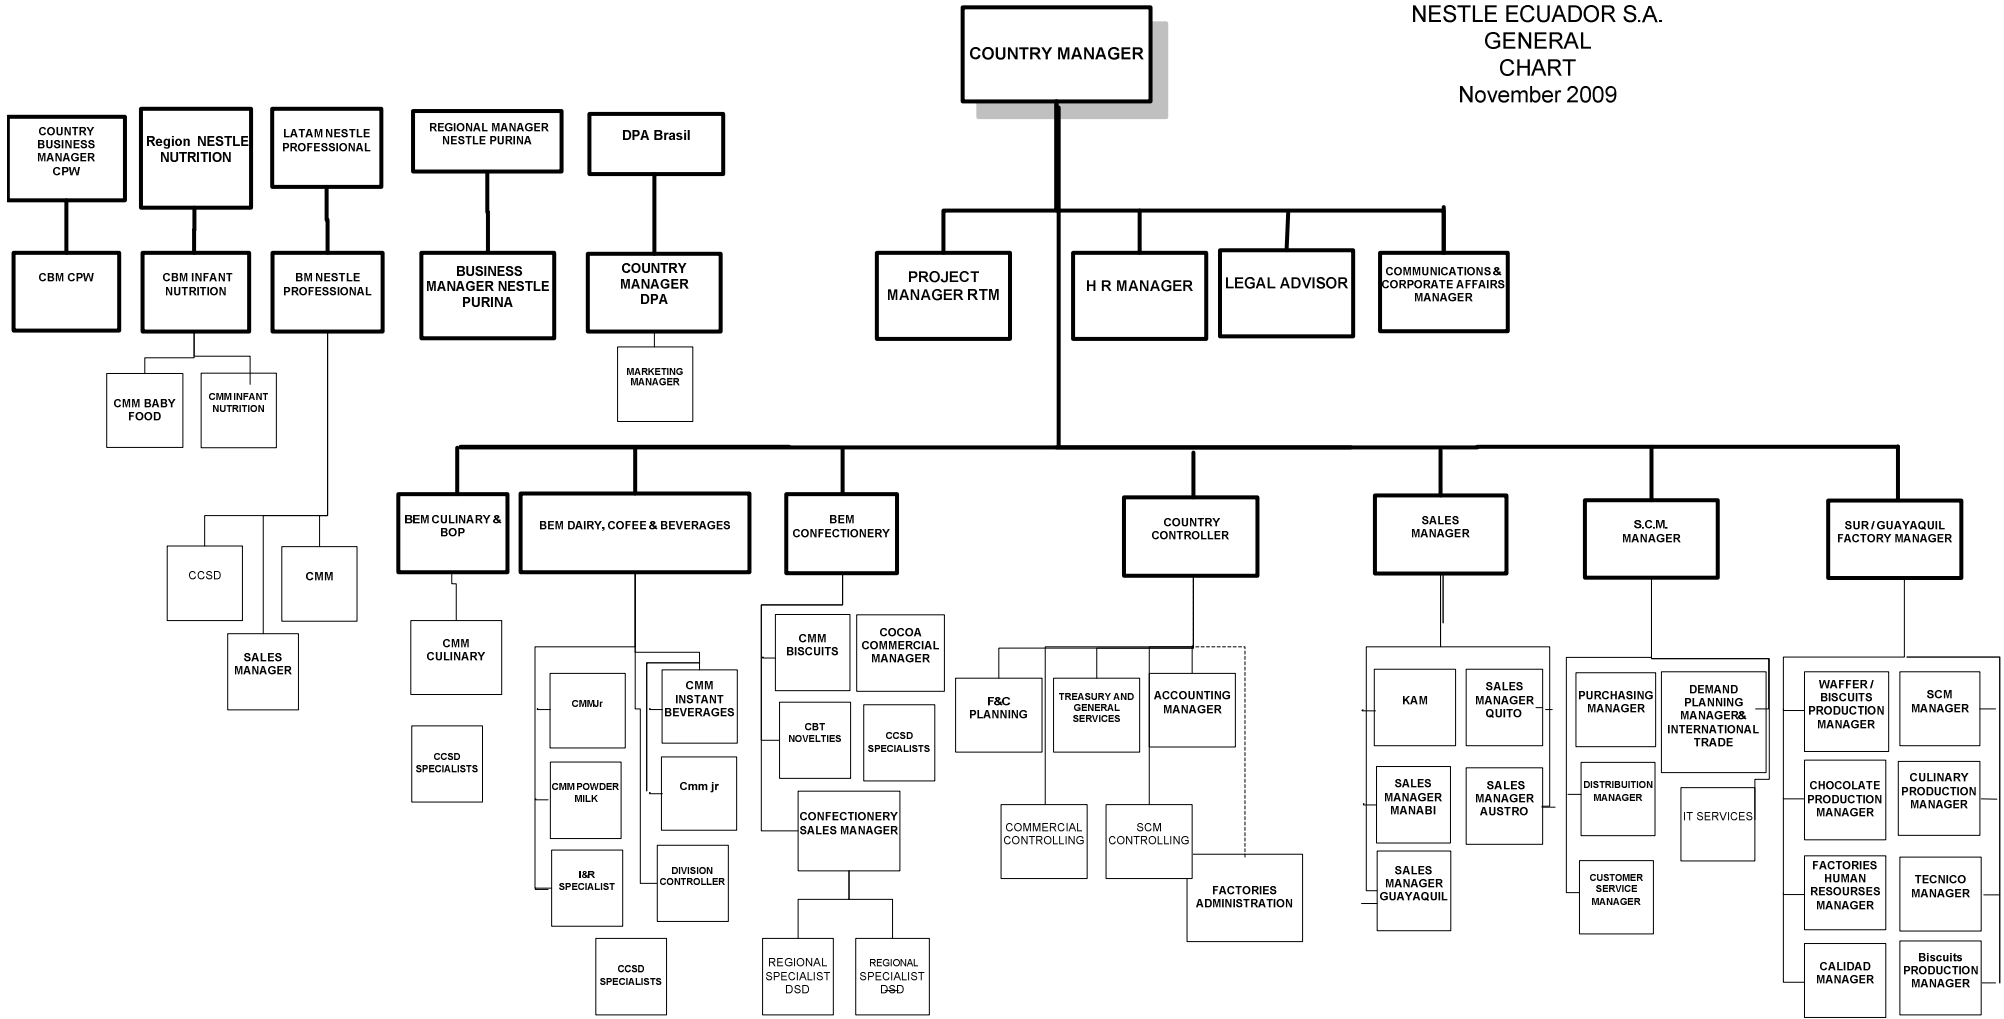 NESTLE ECUADOR S.A.
GENERAL
CHART
November 2009
COUNTRY MANAGER
COUNTRY
BUSINESS
MANAGER
CPW
Region NESTLE
NUTRITION
LATAM NESTLE
PROFESSIONAL
REGIONAL MANAGER
NESTLE PURINA
DPA Brasil
CBM CPW
CBM INFANT
NUTRITION
BM NESTLE
PROFESSIONAL
BUSINESS
MANAGER NESTLE
PURINA
COUNTRY
MANAGER
DPA
PROJECT
MANAGER RTM
H R MANAGER
LEGAL ADVISOR
COMMUNICATIONS &
CORPORATE AFFAIRS
MANAGER
CMM BABY
FOOD
CMM INFANT
NUTRITION
MARKETING
MANAGER
BEM CULINARY &
BOP
BEM DAIRY, COFEE & BEVERAGES
BEM
CONFECTIONERY
COUNTRY
CONTROLLER
SALES
MANAGER
S.C.M.
MANAGER
SUR / GUAYAQUIL
FACTORY MANAGER
CCSD
CMM
SALES
MANAGER
CMM
CULINARY
CCSD
SPECIALISTS
CMMJr
CMM
INSTANT
BEVERAGES
CMM POWDER
MILK
Cmm jr
I&R
SPECIALIST
DIVISION
CONTROLLER
CCSD
SPECIALISTS
CMM
BISCUITS
COCOA
COMMERCIAL
MANAGER
CBT
NOVELTIES
CCSD
SPECIALISTS
CONFECTIONERY
SALES MANAGER
REGIONAL
SPECIALIST
DSD
REGIONAL
SPECIALIST
DSD
F&C
PLANNING
TREASURY AND
GENERAL
SERVICES
ACCOUNTING
MANAGER
COMMERCIAL
CONTROLLING
SCM
CONTROLLING
FACTORIES
ADMINISTRATION
KAM
SALES
MANAGER
QUITO
SALES
MANAGER
MANABI
SALES
MANAGER
AUSTRO
SALES
MANAGER
GUAYAQUIL
PURCHASING
MANAGER
DEMAND
PLANNING
MANAGER&
INTERNATIONAL
TRADE
DISTRIBUITION
MANAGER
IT SERVICES
CUSTOMER
SERVICE
MANAGER
WAFFER /
BISCUITS
PRODUCTION
MANAGER
SCM
MANAGER
CHOCOLATE
PRODUCTION
MANAGER
CULINARY
PRODUCTION
MANAGER
FACTORIES
HUMAN
RESOURSES
MANAGER
TECNICO
MANAGER
CALIDAD
MANAGER
Biscuits
PRODUCTION
MANAGER